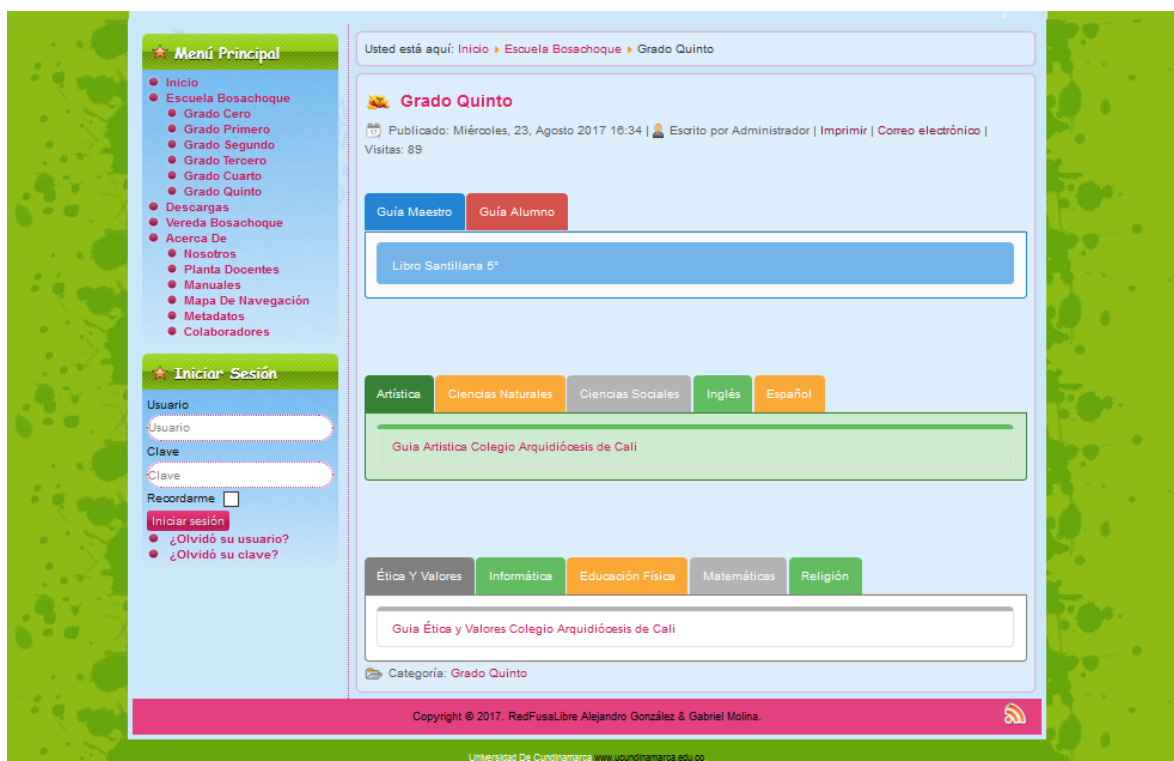 Menú Principal
Inicio
Escuela Bosachoque
Grado Cero
Grado Primero
Grado Segundo
Grado Tercero
Grado Cuarto
Grado Quinto
Descargas
Vereda Bosachoque
Acerca De
Nosotros
Planta Docentes
Manuales
Mapa De Navegación
Metadatos
Colaboradores
Iniciar Sesión
Usuario
Usuario
Clave
Clave
Recordarme
Iniciar sesión
¿Olvidó su usuario?
¿Olvidó su clave?
Usted está aquí: Inicio Escuela Bosachoque Grado Quinto
Grado Quinto
Publicado: Miércoles, 23, Agosto 2017 16:34 | Escrito por Administrador | Imprimir | Correo electrónico |
Visitas: 89
Guía Maestro Guía Alumno
Libro Santillana 5°
Artística Ciencias Naturales Ciencias Sociales Inglés Español
Guia Artistica Colegio Arquidiócesis de Cali
Ética Y Valores Informática Educación Física Matemáticas Religión
Guia Ética y Valores Colegio Arquidiócesis de Cali
Categoría: Grado Quinto
Copyright © 2017. RedFusaLibre Alejandro González & Gabriel Molina.
Universidad De Cundinamarca www.ucundinamarca.edu.co